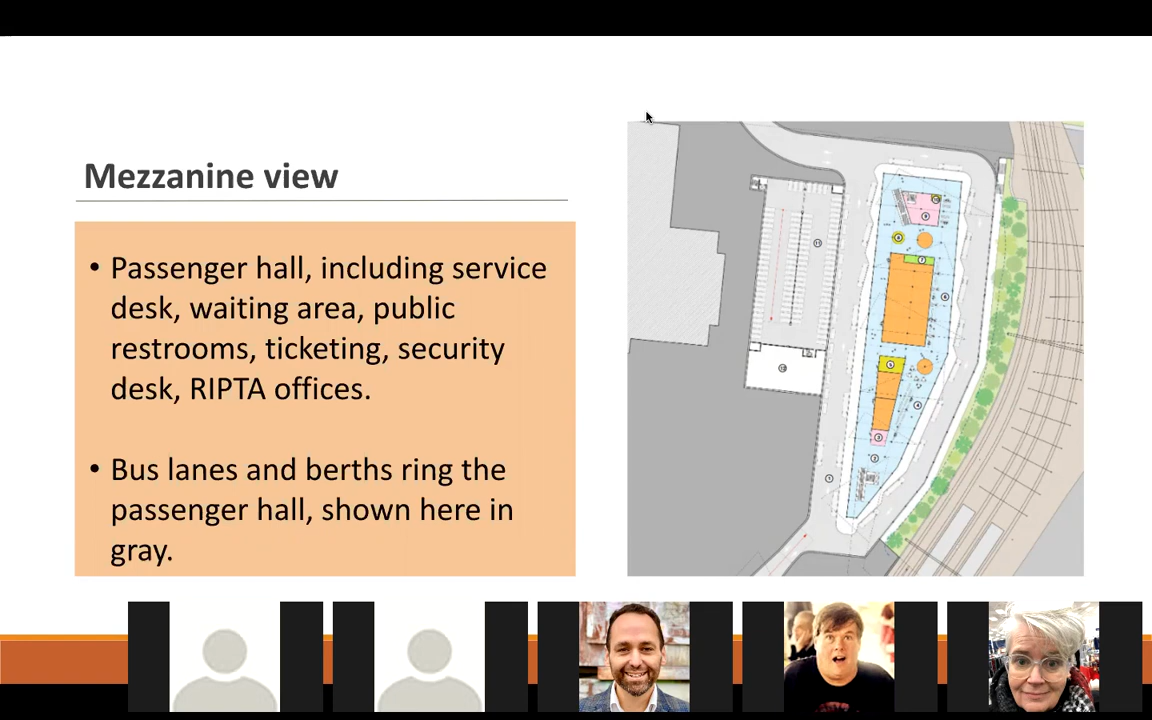 Mezzanine view
• Passenger hall, including service
desk, waiting area, public
restrooms, ticketing, security
desk, RIPTA offices.
• Bus lanes and berths ring the
passenger hall, shown here in
gray.